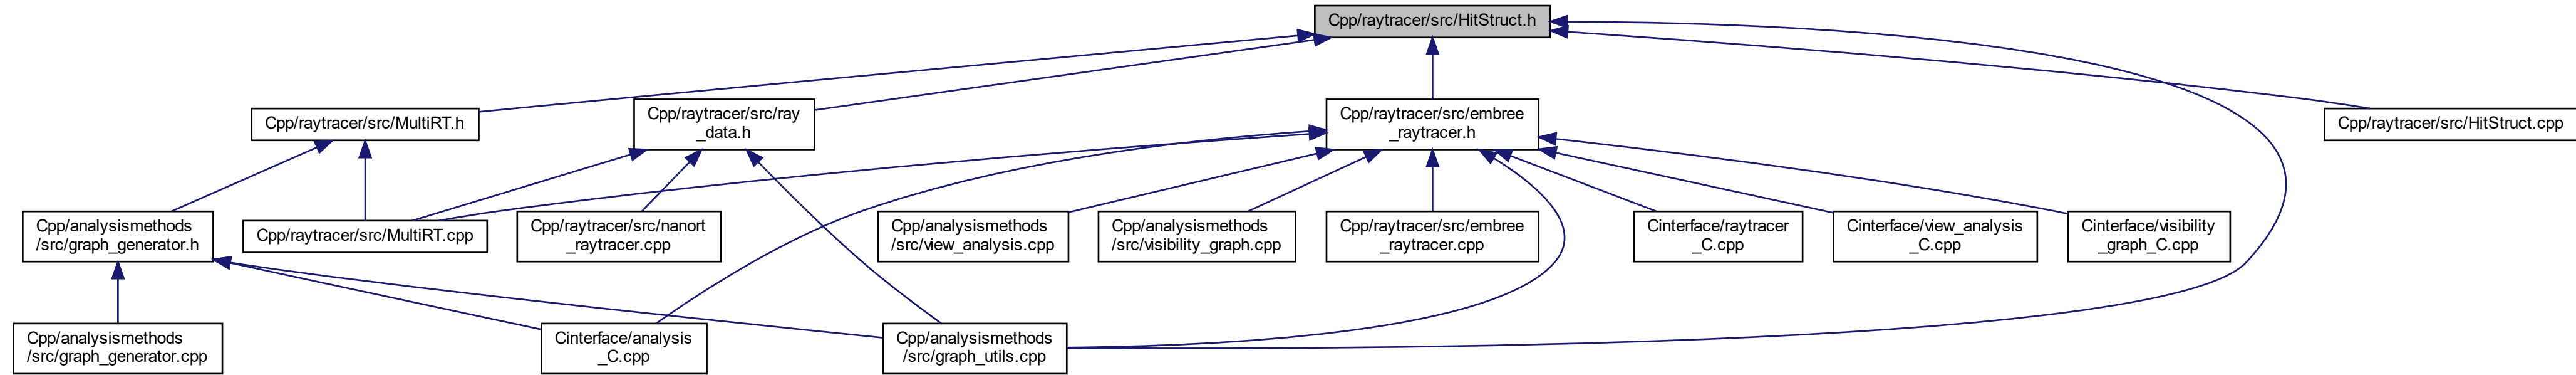 Cpp/raytracer/src/HitStruct.h
Cpp/raytracer/src/MultiRT.h
Cpp/raytracer/src/ray
_data.h
Cpp/raytracer/src/embree
_raytracer.h
Cpp/raytracer/src/HitStruct.cpp
Cpp/analysismethods
/src/graph_generator.h
Cpp/raytracer/src/MultiRT.cpp
Cpp/raytracer/src/nanort
_raytracer.cpp
Cpp/analysismethods
/src/view_analysis.cpp
Cpp/analysismethods
/src/visibility_graph.cpp
Cpp/raytracer/src/embree
_raytracer.cpp
Cinterface/raytracer
_C.cpp
Cinterface/view_analysis
_C.cpp
Cinterface/visibility
_graph_C.cpp
Cpp/analysismethods
/src/graph_generator.cpp
Cinterface/analysis
_C.cpp
Cpp/analysismethods
/src/graph_utils.cpp